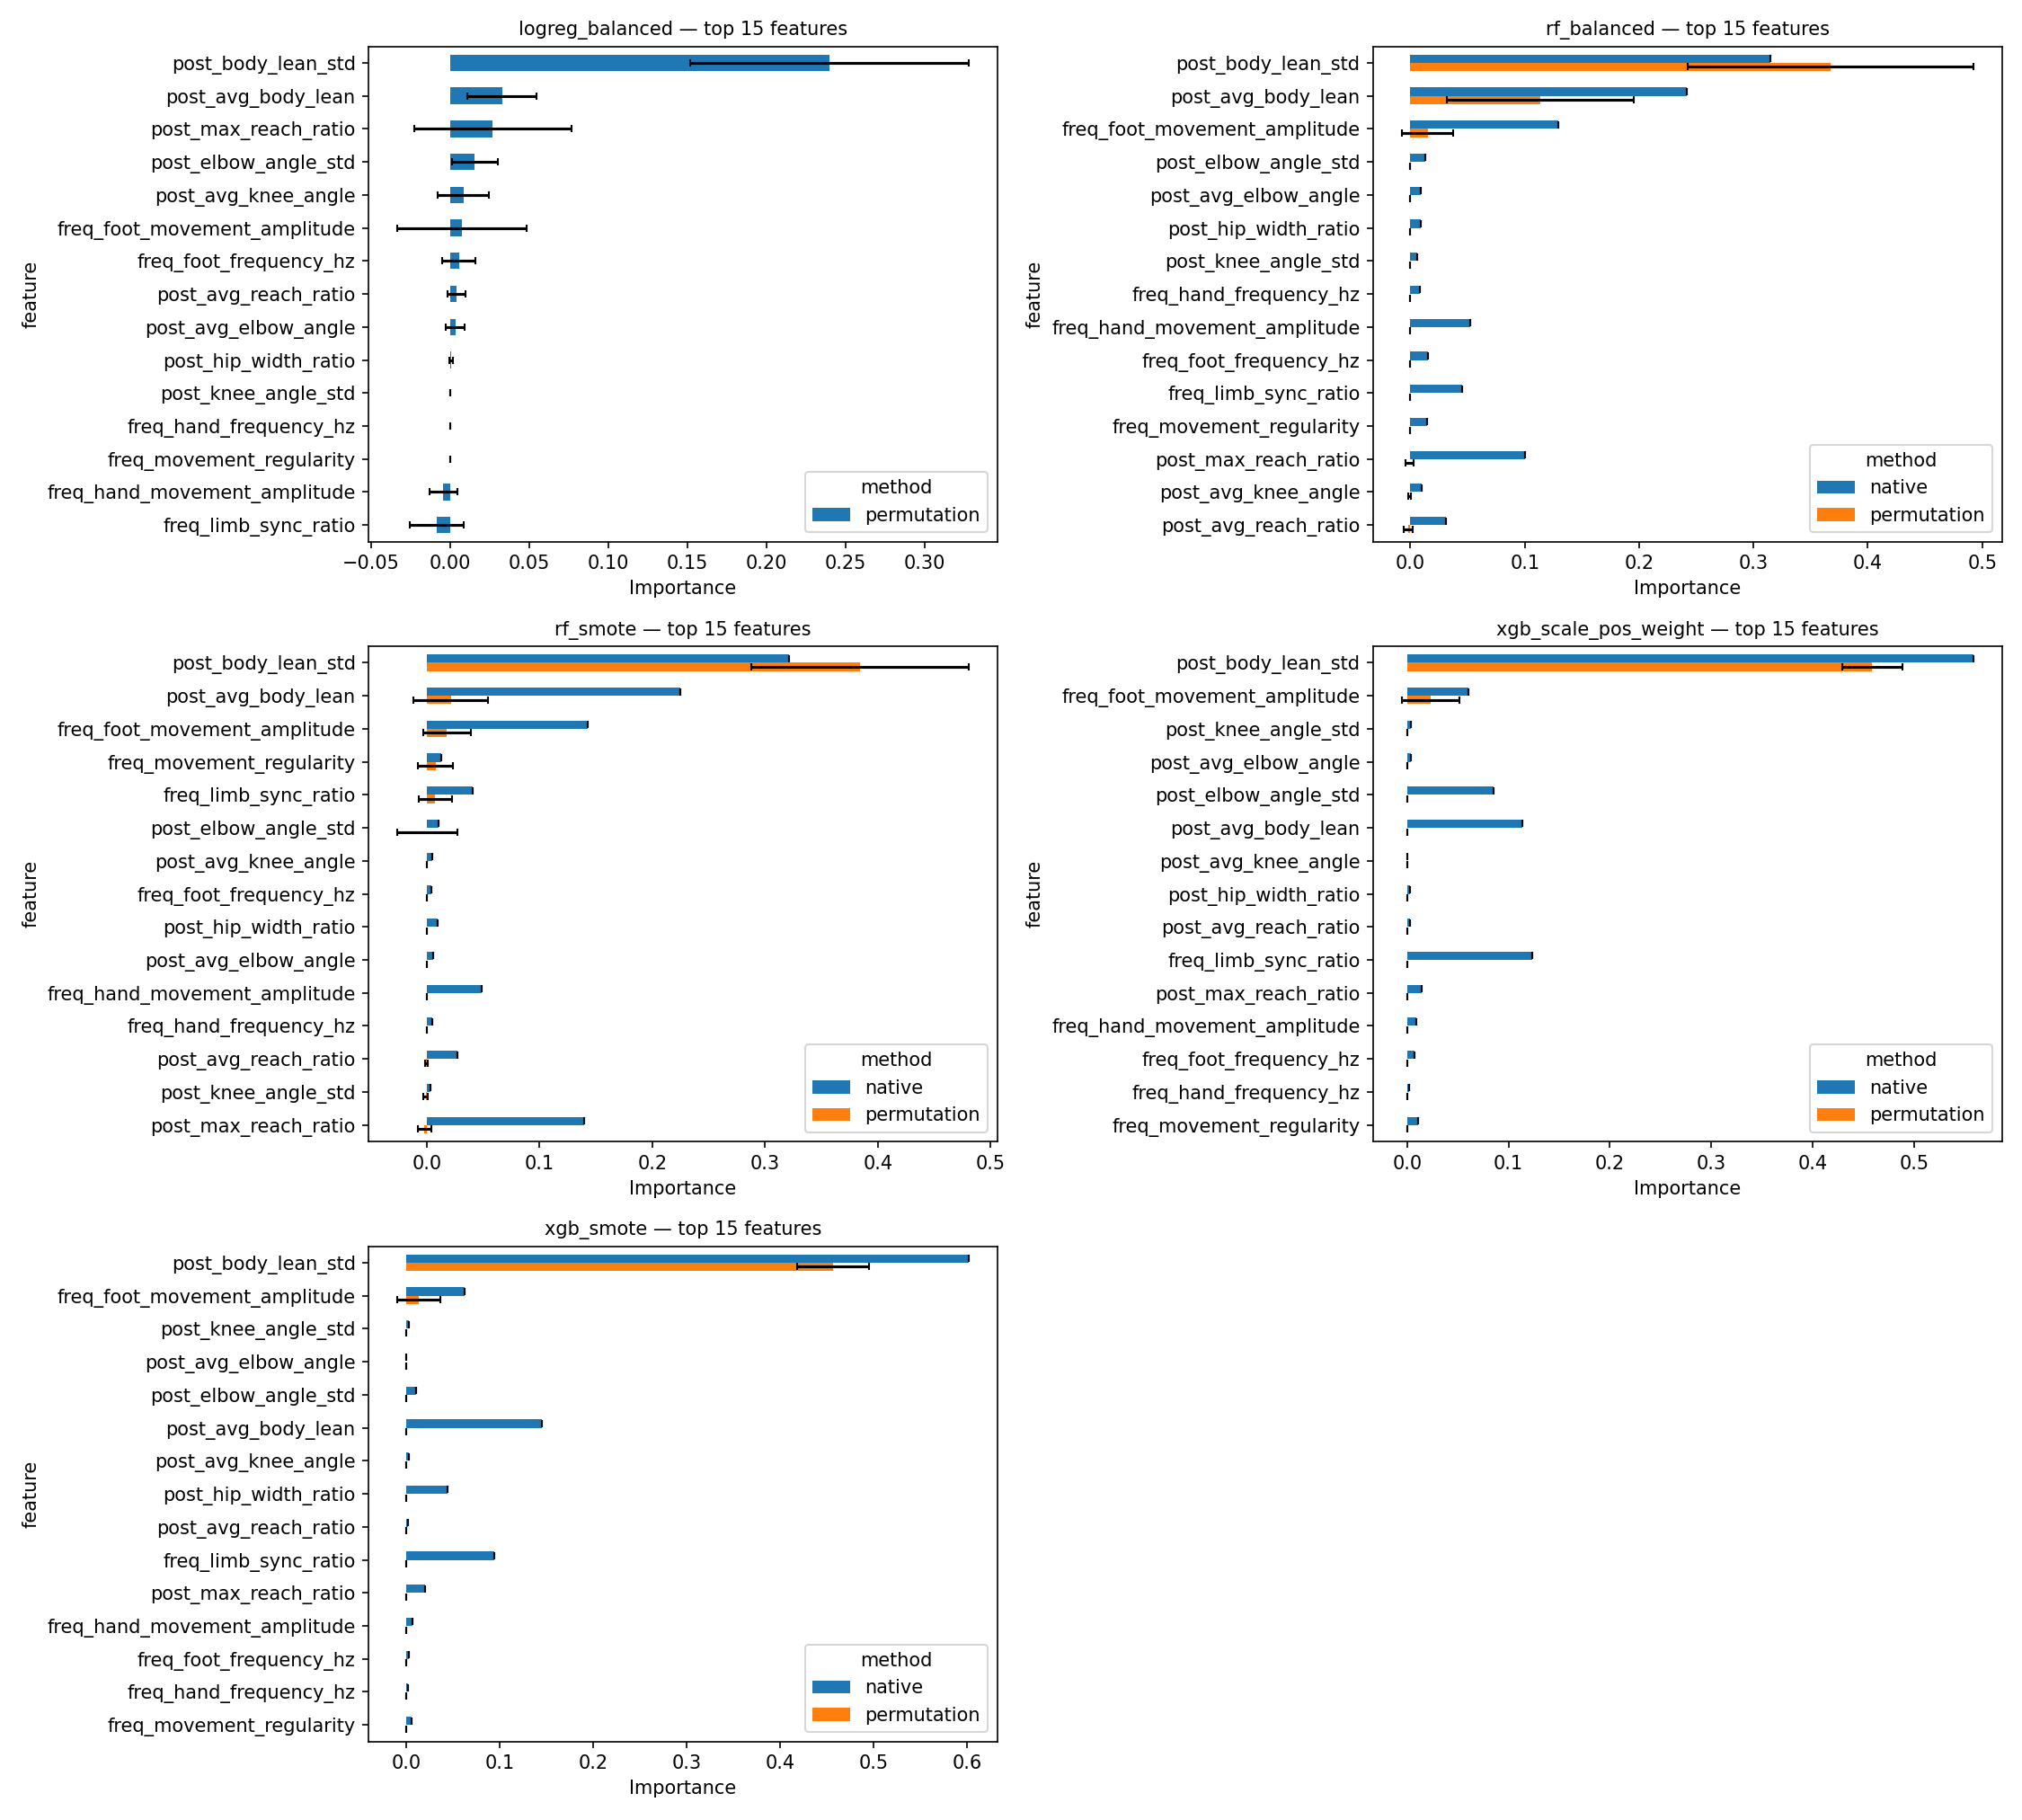 logreg_balanced — top 15 features
feature
post_body_lean_std
post_avg_body_lean
post_max_reach_ratio
post_elbow_angle_std
post_avg_knee_angle
freq_foot_movement_amplitude
freq_foot_frequency_hz
post_avg_reach_ratio
post_avg_elbow_angle
post_hip_width_ratio
post_knee_angle_std
freq_hand_frequency_hz
freq_movement_regularity
freq_hand_movement_amplitude
freq_limb_sync_ratio
method
permutation
−0.05 0.00 0.05 0.10 0.15 0.20 0.25 0.30
Importance
rf_balanced — top 15 features
feature
post_body_lean_std
post_avg_body_lean
freq_foot_movement_amplitude
post_elbow_angle_std
post_avg_elbow_angle
post_hip_width_ratio
post_knee_angle_std
freq_hand_frequency_hz
freq_hand_movement_amplitude
freq_foot_frequency_hz
freq_limb_sync_ratio
freq_movement_regularity
post_max_reach_ratio
post_avg_knee_angle
post_avg_reach_ratio
method
native
permutation
0.0 0.1 0.2 0.3 0.4 0.5
Importance
rf_smote — top 15 features
feature
post_body_lean_std
post_avg_body_lean
freq_foot_movement_amplitude
freq_movement_regularity
freq_limb_sync_ratio
post_elbow_angle_std
post_avg_knee_angle
freq_foot_frequency_hz
post_hip_width_ratio
post_avg_elbow_angle
freq_hand_movement_amplitude
freq_hand_frequency_hz
post_avg_reach_ratio
post_knee_angle_std
post_max_reach_ratio
method
native
permutation
0.0 0.1 0.2 0.3 0.4 0.5
Importance
xgb_scale_pos_weight — top 15 features
feature
post_body_lean_std
freq_foot_movement_amplitude
post_knee_angle_std
post_avg_elbow_angle
post_elbow_angle_std
post_avg_body_lean
post_avg_knee_angle
post_hip_width_ratio
post_avg_reach_ratio
freq_limb_sync_ratio
post_max_reach_ratio
freq_hand_movement_amplitude
freq_foot_frequency_hz
freq_hand_frequency_hz
freq_movement_regularity
method
native
permutation
0.0 0.1 0.2 0.3 0.4 0.5
Importance
xgb_smote — top 15 features
feature
post_body_lean_std
freq_foot_movement_amplitude
post_knee_angle_std
post_avg_elbow_angle
post_elbow_angle_std
post_avg_body_lean
post_avg_knee_angle
post_hip_width_ratio
post_avg_reach_ratio
freq_limb_sync_ratio
post_max_reach_ratio
freq_hand_movement_amplitude
freq_foot_frequency_hz
freq_hand_frequency_hz
freq_movement_regularity
method
native
permutation
0.0 0.1 0.2 0.3 0.4 0.5 0.6
Importance